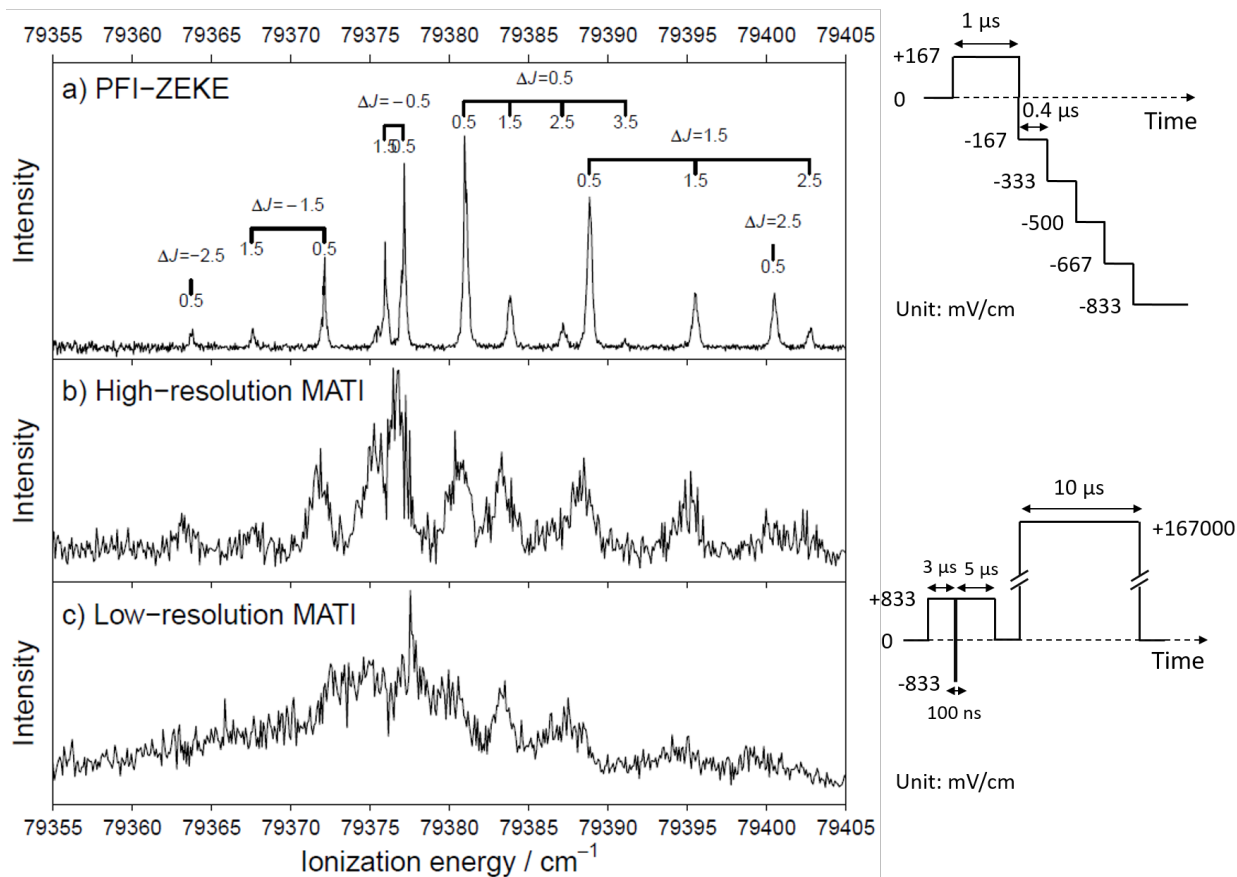 79355 79360 79365 79370 79375 79380 79385 79390 79395 79400 79405
a) PFI−ZEKE
ΔJ=−2.5
0.5
ΔJ=−1.5
1.5 0.5
ΔJ=−0.5
1.5 0.5
ΔJ=0.5
0.5 1.5 2.5 3.5
ΔJ=1.5
0.5 1.5 2.5
ΔJ=2.5
0.5
Intensity
b) High−resolution MATI
Intensity
c) Low−resolution MATI
Intensity
79355 79360 79365 79370 79375 79380 79385 79390 79395 79400 79405
Ionization energy / cm⁻¹
1 µs
+167
0
0.4 µs
Time
-167
-333
-500
-667
-833
Unit: mV/cm
10 µs
+167000
3 µs 5 µs
+833
0
Time
-833
100 ns
Unit: mV/cm